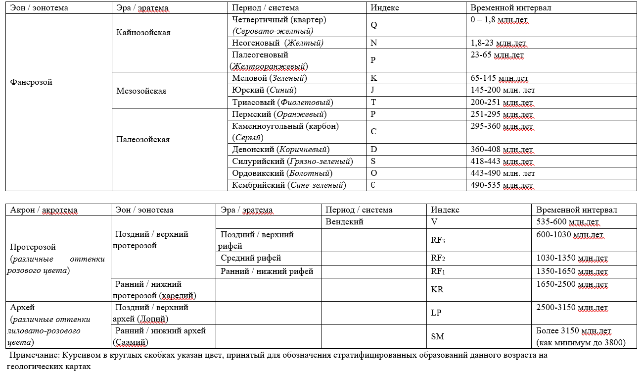 Эон / зонотема Эра / эратема Период / система Индекс Временной интервал
Фанерозой Кайнозойская Четвертичный (квартер) (Серовато-желтый) Q 0 – 1,8 млн.лет
Неогеновый (Желтый) N 1,8-23 млн.лет
Палеогеновый (Желтооранжевый) P 23-65 млн.лет
Мезозойская Меловой (Зеленый) K 65-145 млн.лет
Юрский (Синий) J 145-200 млн. лет
Триасовый (Фиолетовый) T 200-251 млн.лет
Палеозойская Пермский (Оранжевый) P 251-295 млн.лет
Каменноугольный (карбон) (Серый) C 295-360 млн.лет
Девонский (Коричневый) D 360-408 млн.лет
Силурийский (Грязно-зеленый) S 418-443 млн.лет
Ордовикский (Болотный) O 443-490 млн.лет
Кембрийский (Сине-зеленый) Є 490-535 млн.лет
Акрон / акротема Эон / зонотема Эра / эратема Период / система Индекс Временной интервал
Протерозой (различные оттенки розового цвета) Поздний / верхний протерозой Вендский V 535-600 млн.лет
Поздний / верхний рифей RF3 600-1030 млн.лет
Средний рифей RF2 1030-1350 млн.лет
Ранний / нижний рифей RF1 1350-1650 млн.лет
Ранний / нижний протерозой (карелий) KR 1650-2500 млн.лет
Архей (различные оттенки лиловато-розового цвета) Поздний / верхний архей (Лопий) LP 2500-3150 млн.лет
Ранний / нижний архей (Саамий) SM Более 3150 млн.лет (как минимум до 3800)
Примечание: Курсивом в круглых скобках указан цвет, принятый для обозначения стратифицированных образований данного возраста на
геологических картах